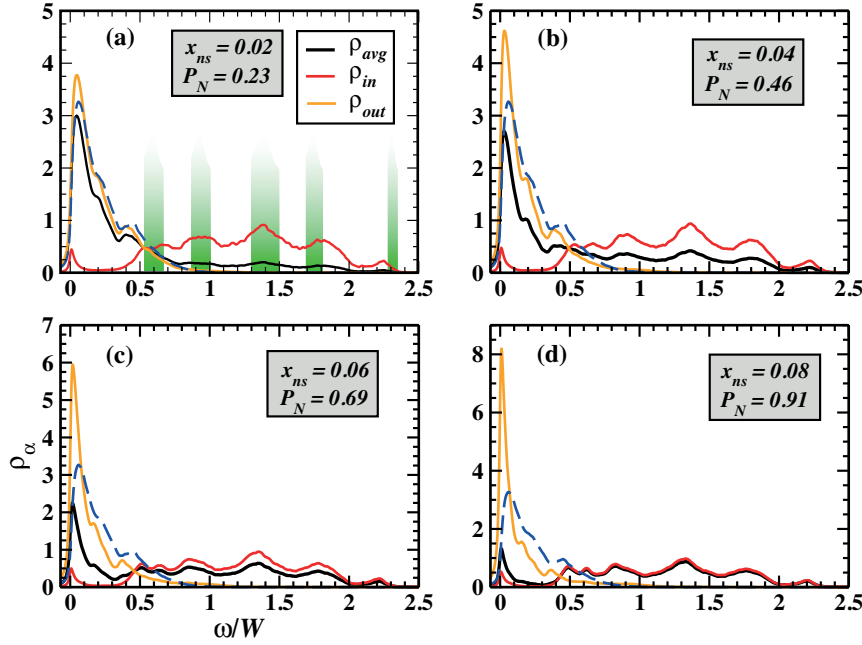 (a)
x_ns = 0.02
P_N = 0.23
ρ_avg
ρ_in
ρ_out
5
4
3
2
1
0
0 0.5 1 1.5 2 2.5
(b)
x_ns = 0.04
P_N = 0.46
5
4
3
2
1
0
0 0.5 1 1.5 2 2.5
(c)
x_ns = 0.06
P_N = 0.69
7
6
5
4
3
2
1
0
0 0.5 1 1.5 2 2.5
ρ_α
ω/W
(d)
x_ns = 0.08
P_N = 0.91
8
6
4
2
0
0 0.5 1 1.5 2 2.5
ω/W